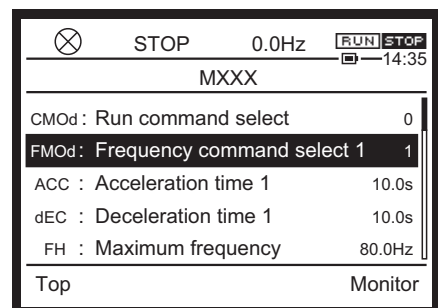 STOP 0.0Hz RUN STOP
14:35
MXXX
CMOd : Run command select 0
FMOd : Frequency command select 1 1
ACC : Acceleration time 1 10.0s
dEC : Deceleration time 1 10.0s
FH : Maximum frequency 80.0Hz
Top Monitor